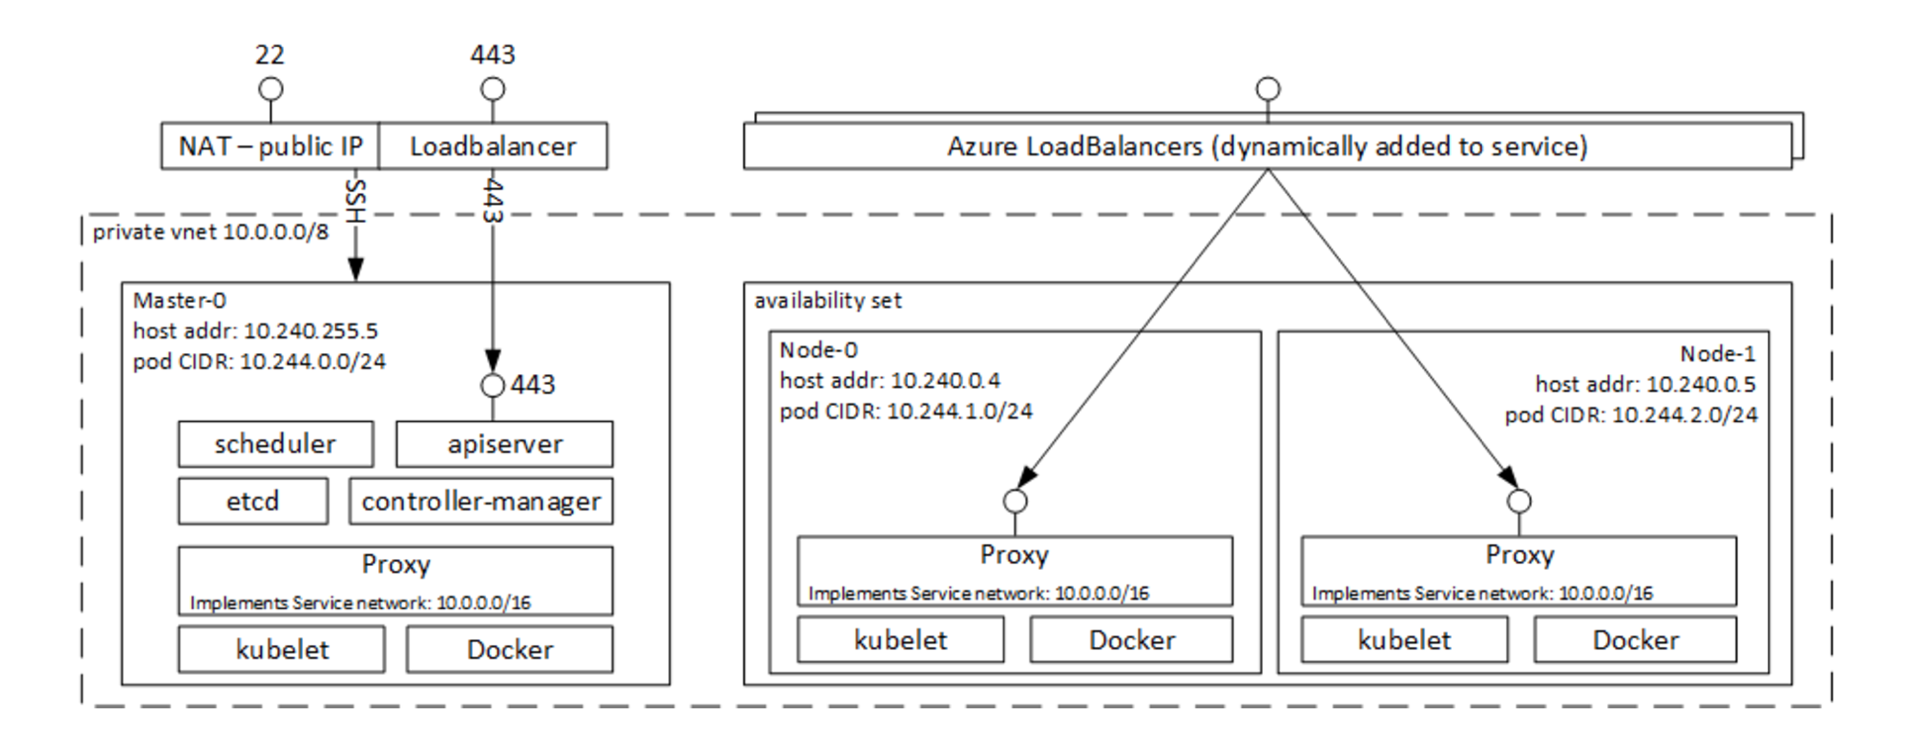 22
443
NAT – public IP
Loadbalancer
Azure LoadBalancers (dynamically added to service)
SSH
443
private vnet 10.0.0.0/8
Master-0
host addr: 10.240.255.5
pod CIDR: 10.244.0.0/24
443
scheduler
apiserver
etcd
controller-manager
Proxy
Implements Service network: 10.0.0.0/16
kubelet
Docker
availability set
Node-0
host addr: 10.240.0.4
pod CIDR: 10.244.1.0/24
Proxy
Implements Service network: 10.0.0.0/16
kubelet
Docker
Node-1
host addr: 10.240.0.5
pod CIDR: 10.244.2.0/24
Proxy
Implements Service network: 10.0.0.0/16
kubelet
Docker